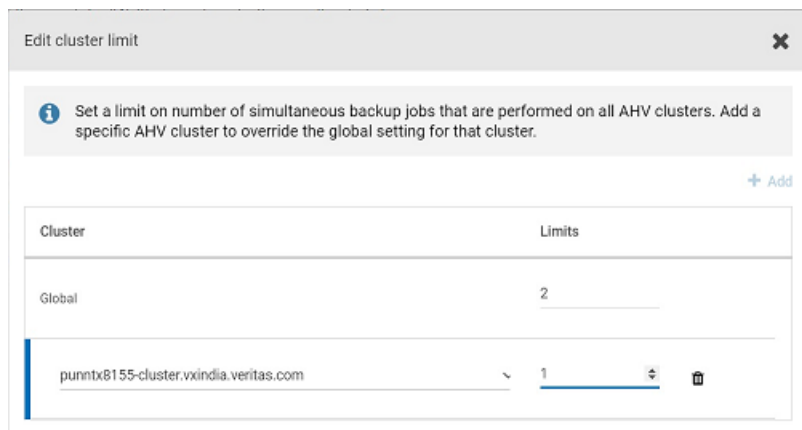 Edit cluster limit
Set a limit on number of simultaneous backup jobs that are performed on all AHV clusters. Add a
specific AHV cluster to override the global setting for that cluster.
+ Add
Cluster Limits
Global 2
punntx8155-cluster.vxindia.veritas.com 1